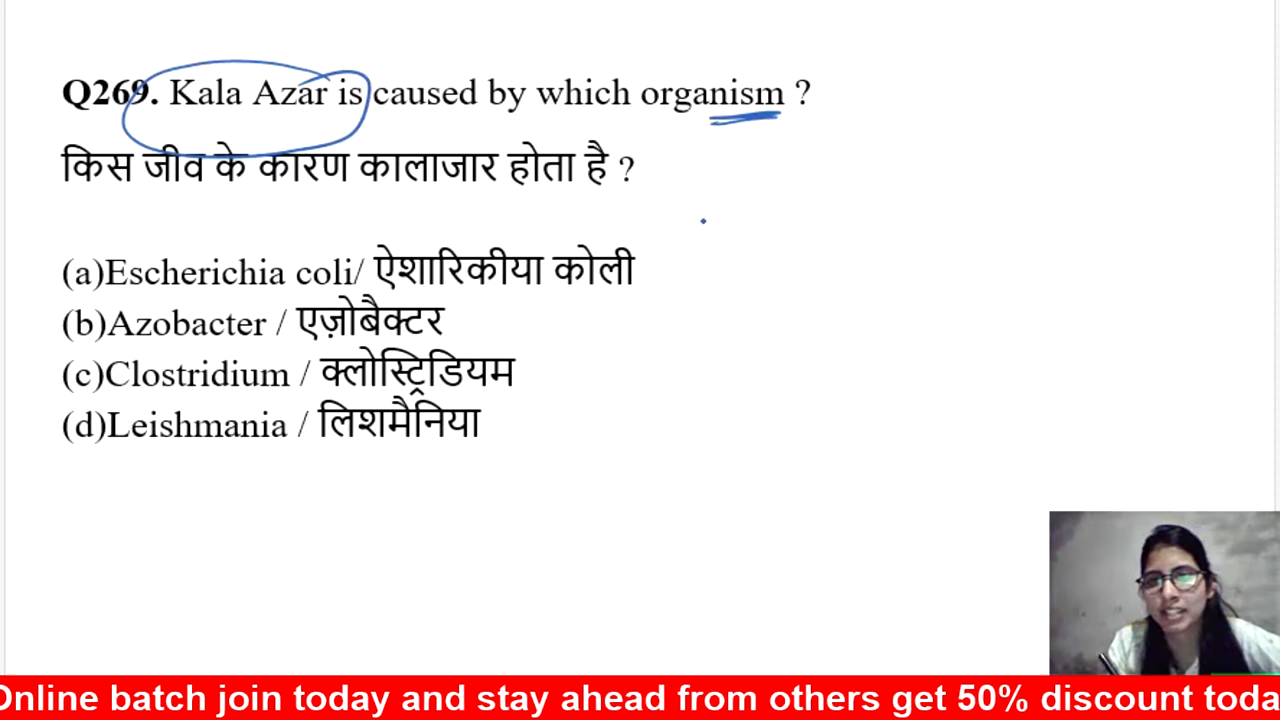 Q269. Kala Azar is caused by which organism ?
किस जीव के कारण कालाजार होता है ?
(a)Escherichia coli/ ऐशारिकीया कोली
(b)Azobacter / एज़ोबैक्टर
(c)Clostridium / क्लोस्ट्रिडियम
(d)Leishmania / लिशमैनिया
Online batch join today and stay ahead from others get 50% discount toda